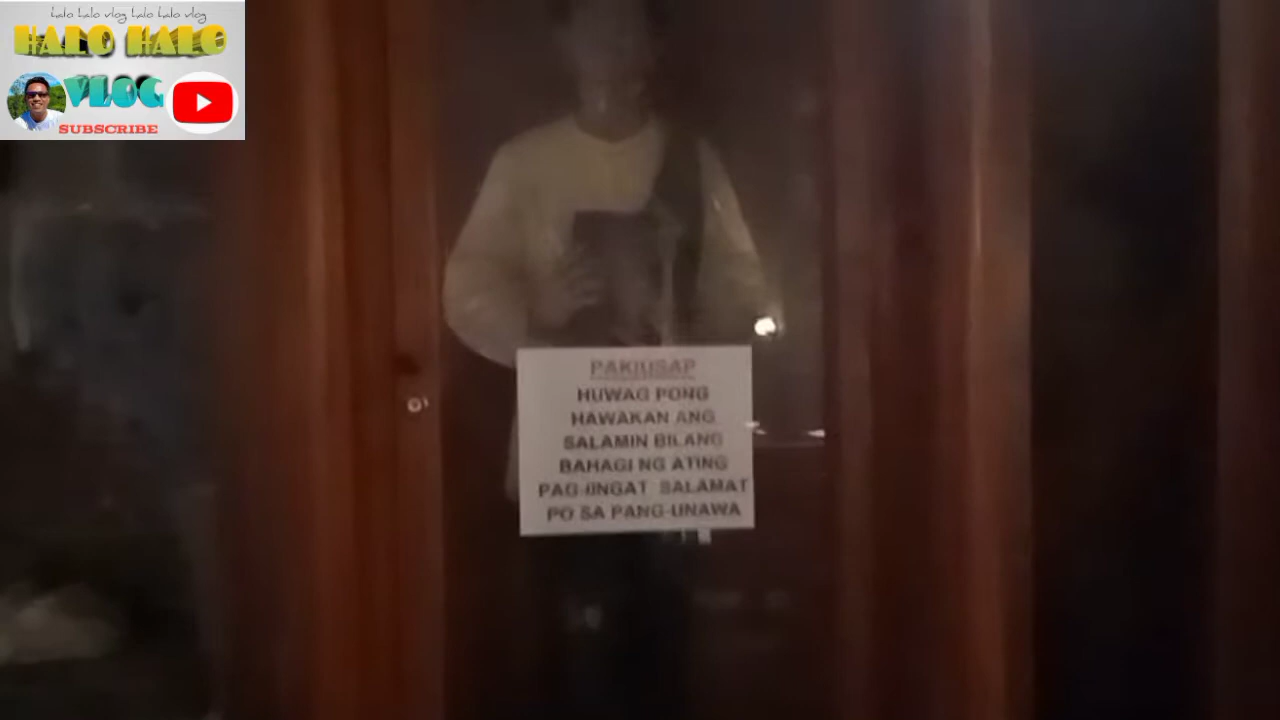 halo halo vlog halo halo vlog
HALO HALO
VLOG
SUBSCRIBE
PAKIUSAP
HUWAG PONG
HAWAKAN ANG
SALAMIN BILANG
BAHAGI NG ATING
PAG-IINGAT SALAMAT
PO SA PANG-UNAWA